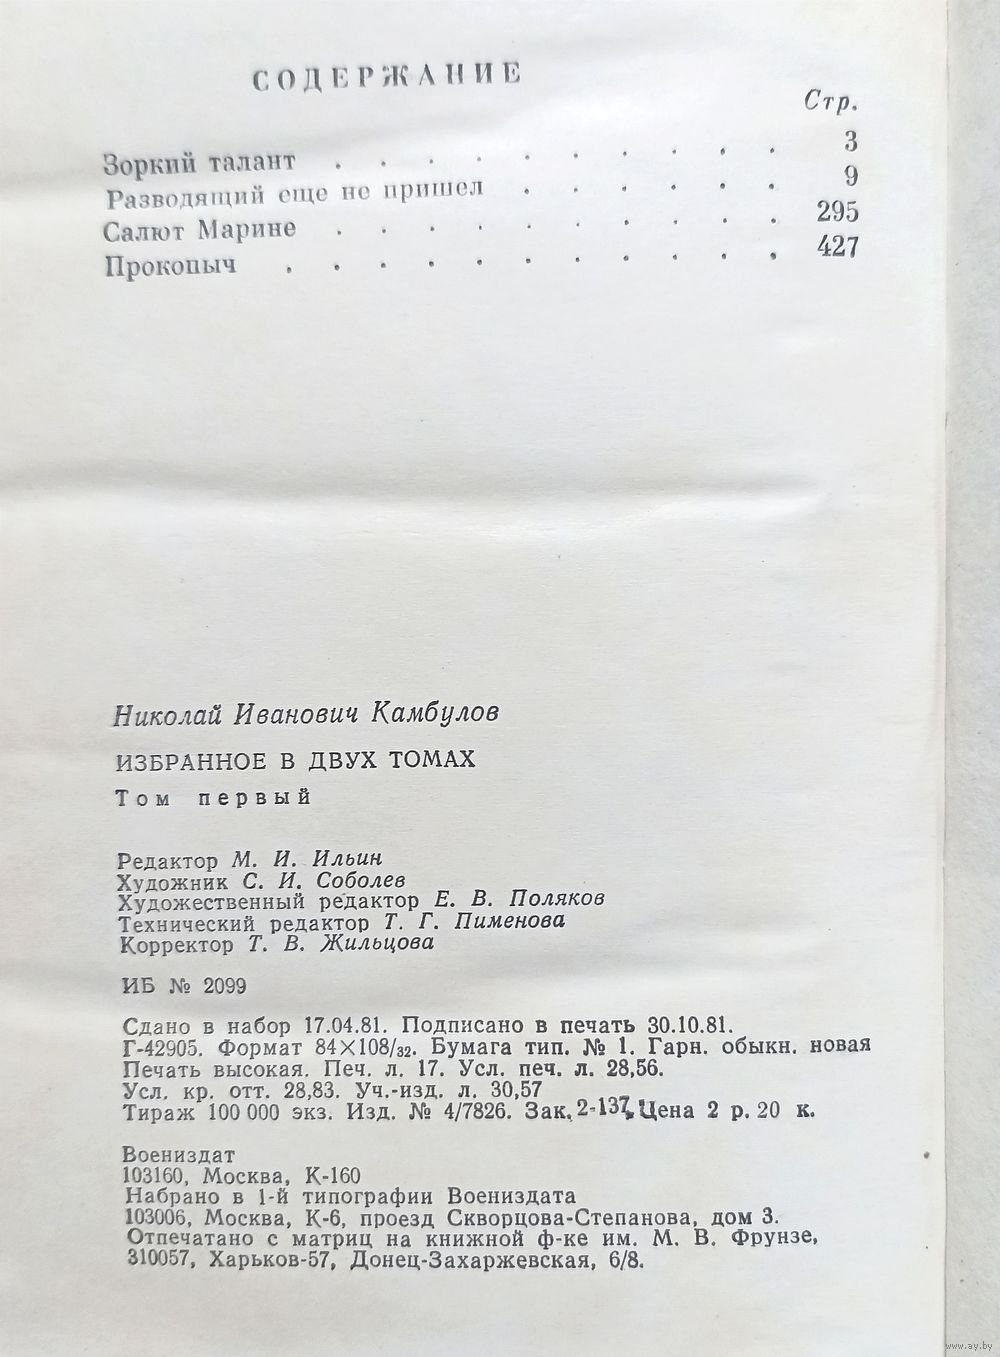 СОДЕРЖАНИЕ
Стр.
Зоркий талант . . . . . . . . . . 3
Разводящий еще не пришел . . . . . . 9
Салют Марине . . . . . . . . . . 295
Прокопыч . . . . . . . . . . . 427
Николай Иванович Камбулов
ИЗБРАННОЕ В ДВУХ ТОМАХ
Том первый
Редактор М. И. Ильин
Художник С. И. Соболев
Художественный редактор Е. В. Поляков
Технический редактор Т. Г. Пименова
Корректор Т. В. Жильцова
ИБ № 2099
Сдано в набор 17.04.81. Подписано в печать 30.10.81.
Г-42905. Формат 84×108/32. Бумага тип. № 1. Гарн. обыкн. новая
Печать высокая. Печ. л. 17. Усл. печ. л. 28,56.
Усл. кр. отт. 28,83. Уч.-изд. л. 30,57
Тираж 100 000 экз. Изд. № 4/7826. Зак. 2-137. Цена 2 р. 20 к.
Воениздат
103160, Москва, К-160
Набрано в 1-й типографии Воениздата
103006, Москва, К-6, проезд Скворцова-Степанова, дом 3.
Отпечатано с матриц на книжной ф-ке им. М. В. Фрунзе,
310057, Харьков-57, Донец-Захаржевская, 6/8.
www.ay.by